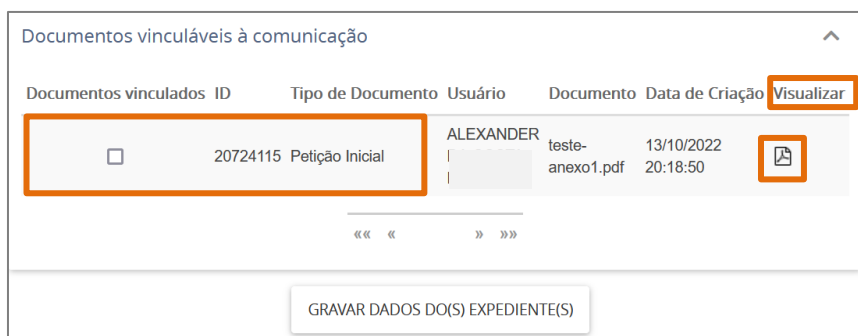 Documentos vinculáveis à comunicação
Documentos vinculados ID Tipo de Documento Usuário Documento Data de Criação Visualizar
ALEXANDER
20724115 Petição Inicial teste-anexo1.pdf 13/10/2022 20:18:50
«« « » »»
GRAVAR DADOS DO(S) EXPEDIENTE(S)